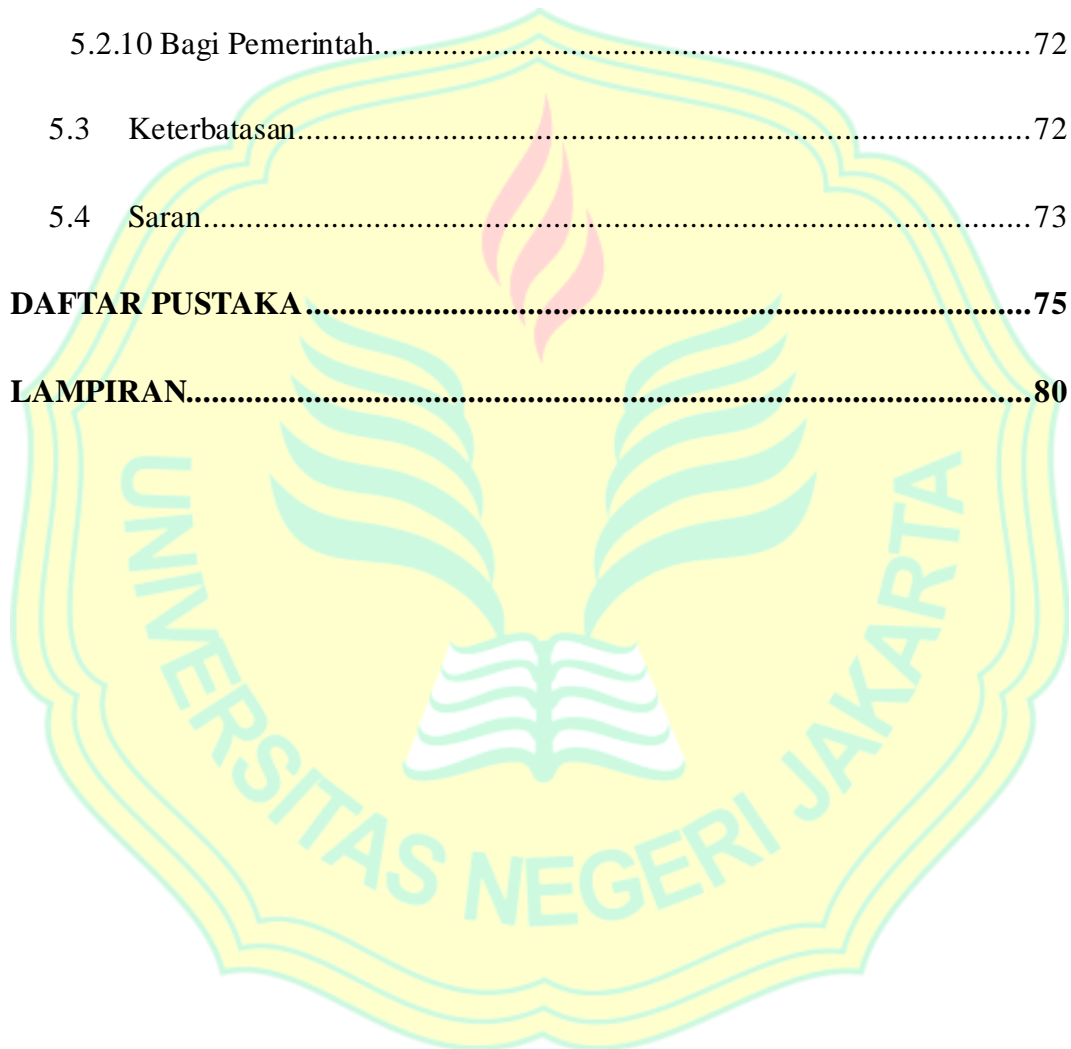 5.2.10 Bagi Pemerintah........................................................................................72
5.3 Keterbatasan........................................................................................72
5.4 Saran........................................................................................73
DAFTAR PUSTAKA........................................................................................75
LAMPIRAN........................................................................................80
UNIVERSITAS NEGERI JAKARTA